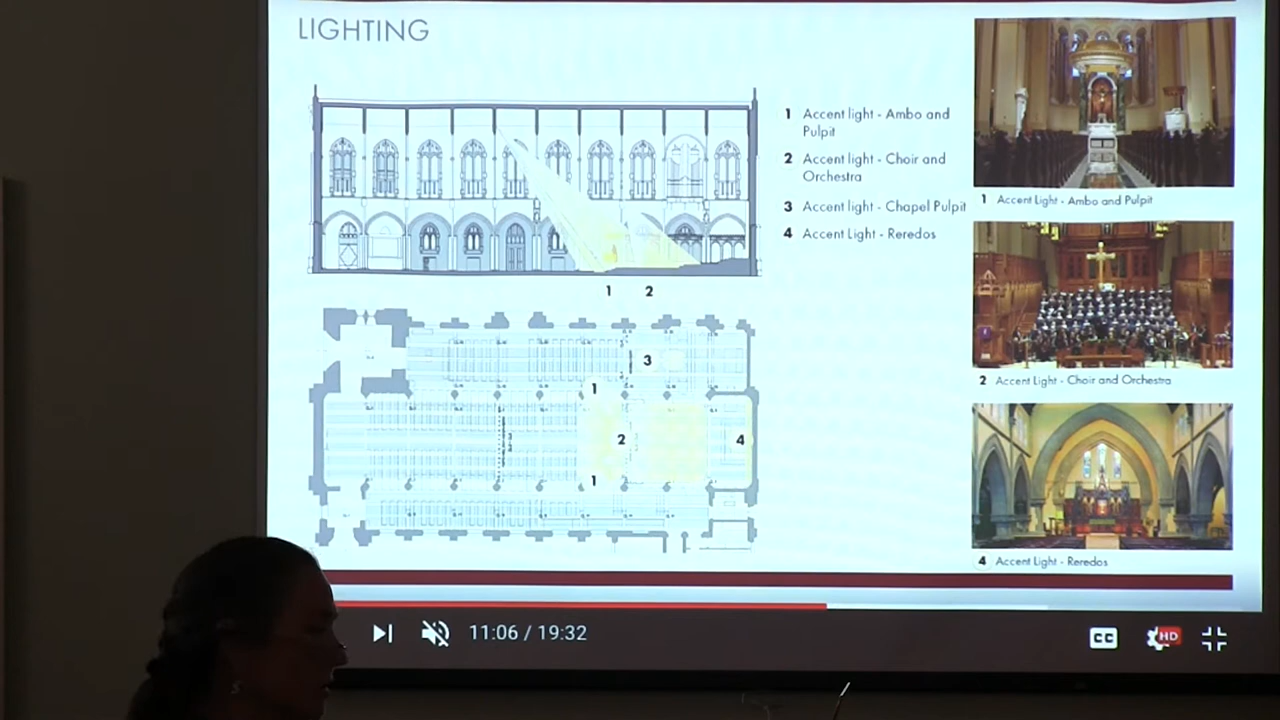 LIGHTING
1 Accent light - Ambo and
Pulpit
2 Accent light - Choir and
Orchestra
3 Accent light - Chapel Pulpit
4 Accent Light - Reredos
1 Accent Light - Ambo and Pulpit
2 Accent Light - Choir and Orchestra
4 Accent Light - Reredos
1 2
3
1
2 4
1
11:06 / 19:32
CC
HD